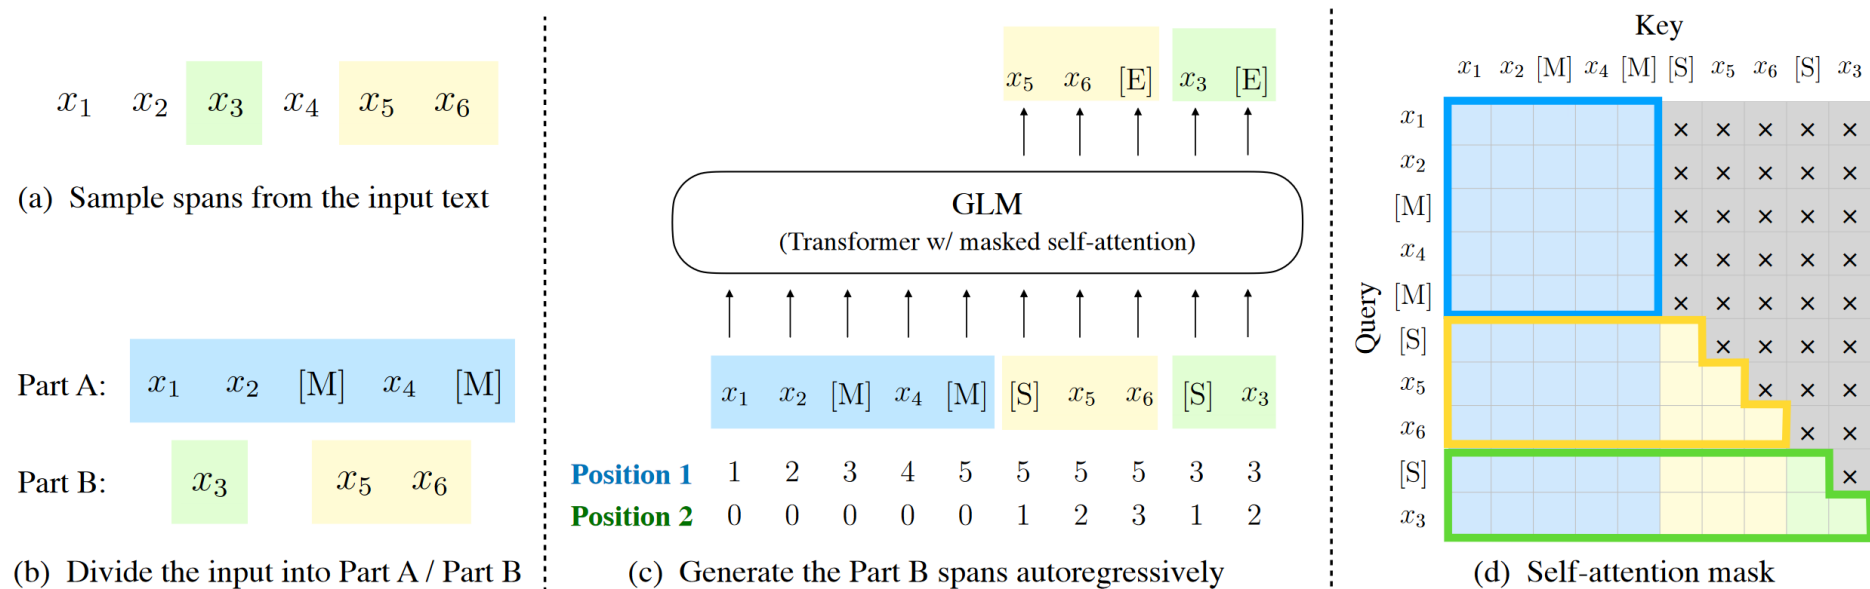 x₁ x₂ x₃ x₄ x₅ x₆
(a) Sample spans from the input text
Part A: x₁ x₂ [M] x₄ [M]
Part B: x₃ x₅ x₆
(b) Divide the input into Part A / Part B
x₅ x₆ [E] x₃ [E]
GLM
(Transformer w/ masked self-attention)
x₁ x₂ [M] x₄ [M] [S] x₅ x₆ [S] x₃
Position 1 1 2 3 4 5 5 5 5 3 3
Position 2 0 0 0 0 0 1 2 3 1 2
(c) Generate the Part B spans autoregressively
Key
x₁ x₂ [M] x₄ [M] [S] x₅ x₆ [S] x₃
Query
x₁ × × × × ×
x₂ × × × × ×
[M] × × × × ×
x₄ × × × × ×
[M] × × × × ×
[S] × × × ×
x₅ × × ×
x₆ × ×
[S] ×
x₃
(d) Self-attention mask